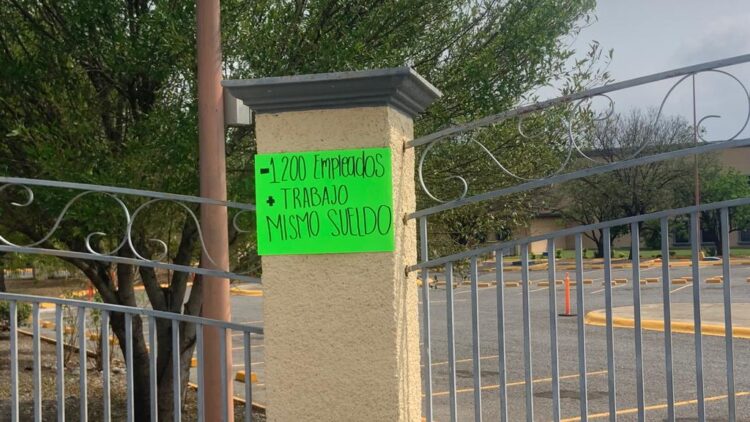 - 1200 EmpleAdos
+ TRABAJO
MISMO SUELDO